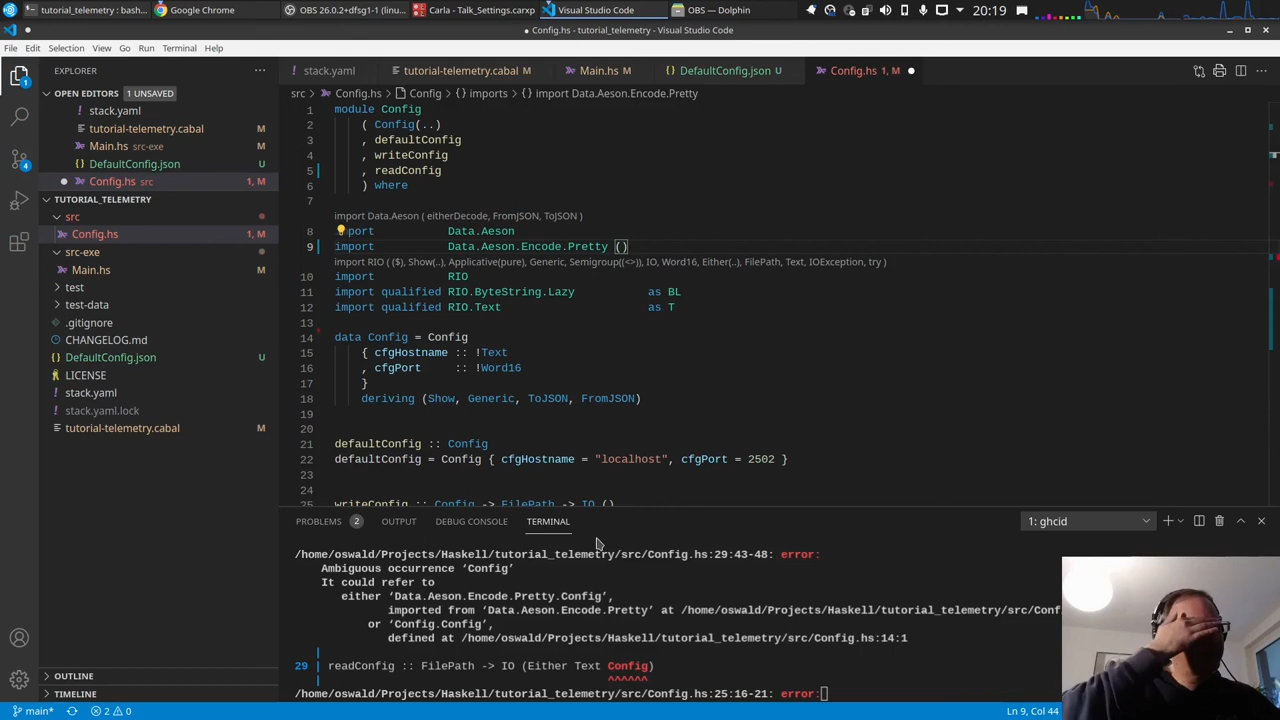 tutorial_telemetry : bash...
Google Chrome
OBS 26.0.2+dfsg1-1 (linu...
Carla - Talk_Settings.carxp
Visual Studio Code
OBS — Dolphin
20:19
● Config.hs - tutorial_telemetry - Visual Studio Code
File Edit Selection View Go Run Terminal Help
EXPLORER
stack.yaml
tutorial-telemetry.cabal M
Main.hs M
DefaultConfig.json U
Config.hs 1, M
OPEN EDITORS 1 UNSAVED
src > Config.hs > Config > {} imports > {} import Data.Aeson.Encode.Pretty
stack.yaml
tutorial-telemetry.cabal M
Main.hs src-exe M
DefaultConfig.json U
Config.hs src 1, M
TUTORIAL_TELEMETRY
src
Config.hs 1, M
src-exe
Main.hs M
test
test-data
.gitignore
CHANGELOG.md
DefaultConfig.json U
LICENSE
stack.yaml
stack.yaml.lock
tutorial-telemetry.cabal M
OUTLINE
TIMELINE
1 module Config
2 ( Config(..)
3 , defaultConfig
4 , writeConfig
5 , readConfig
6 ) where
7
import Data.Aeson ( eitherDecode, FromJSON, ToJSON )
8 port Data.Aeson
9 import Data.Aeson.Encode.Pretty ()
import RIO ( ($), Show(..), Applicative(pure), Generic, Semigroup((<>)), IO, Word16, Either(..), FilePath, Text, IOException, try )
10 import RIO
11 import qualified RIO.ByteString.Lazy as BL
12 import qualified RIO.Text as T
13
14 data Config = Config
15 { cfgHostname :: !Text
16 , cfgPort :: !Word16
17 }
18 deriving (Show, Generic, ToJSON, FromJSON)
19
20
21 defaultConfig :: Config
22 defaultConfig = Config { cfgHostname = "localhost", cfgPort = 2502 }
23
24
25 writeConfig :: Config -> FilePath -> IO ()
PROBLEMS 2 OUTPUT DEBUG CONSOLE TERMINAL 1: ghcid
/home/oswald/Projects/Haskell/tutorial_telemetry/src/Config.hs:29:43-48: error:
Ambiguous occurrence ‘Config’
It could refer to
either ‘Data.Aeson.Encode.Pretty.Config’,
imported from ‘Data.Aeson.Encode.Pretty’ at /home/oswald/Projects/Haskell/tutorial_telemetry/src/Conf
or ‘Config.Config’,
defined at /home/oswald/Projects/Haskell/tutorial_telemetry/src/Config.hs:14:1
|
29 | readConfig :: FilePath -> IO (Either Text Config)
| ^^^^^^
/home/oswald/Projects/Haskell/tutorial_telemetry/src/Config.hs:25:16-21: error:
main* 2 0 Ln 9, Col 44